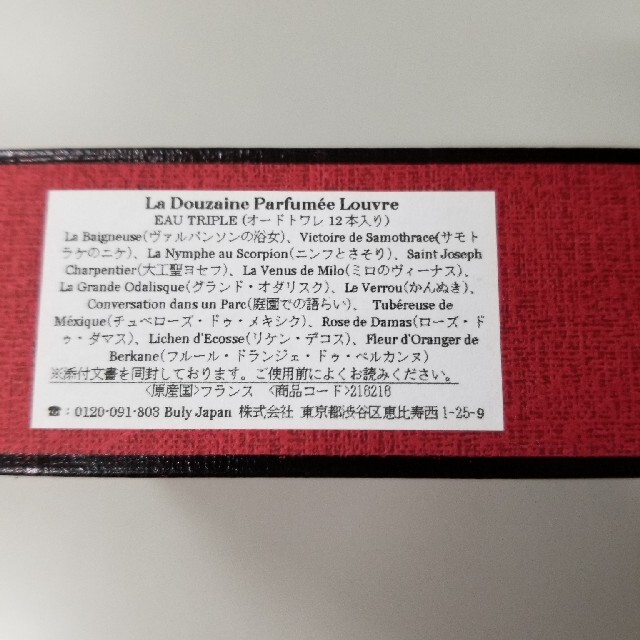 La Douzaine Parfumée Louvre
EAU TRIPLE (オードトワレ 12本入り)
La Baigneuse(ヴァルパンソンの浴女)、Victoire de Samothrace(サモト
ラケのニケ)、La Nymphe au Scorpion(ニンフとさそり)、Saint Joseph
Charpentier(大工聖ヨセフ)、La Venus de Milo(ミロのヴィーナス)、
La Grande Odalisque(グランド・オダリスク)、Le Verrou(かんぬき)、
Conversation dans un Parc(庭園での語らい)、 Tubéreuse de
Méxique(チュベローズ・ドゥ・メキシク)、Rose de Damas(ローズ・ド
ゥ・ダマス)、Lichen d'Ecosse(リケン・デコス)、Fleur d'Oranger de
Berkane(フルール・ドランジェ・ドゥ・ベルカンヌ)
※添付文書を同封しております。ご使用前によくお読みください。
<原産国>フランス <商品コード>218218
☎:0120-091-803 Buly Japan 株式会社 東京都渋谷区恵比寿西1-25-9